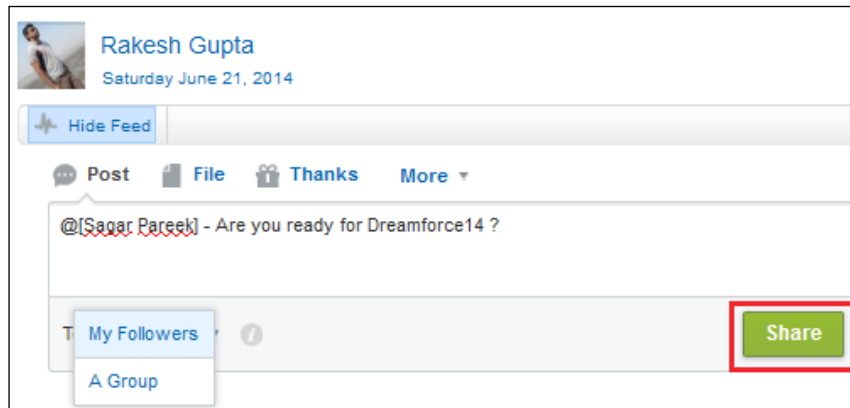 Rakesh Gupta
Saturday June 21, 2014
Hide Feed
Post File Thanks More
@[Sagar Pareek] - Are you ready for Dreamforce14 ?
My Followers
Share
A Group